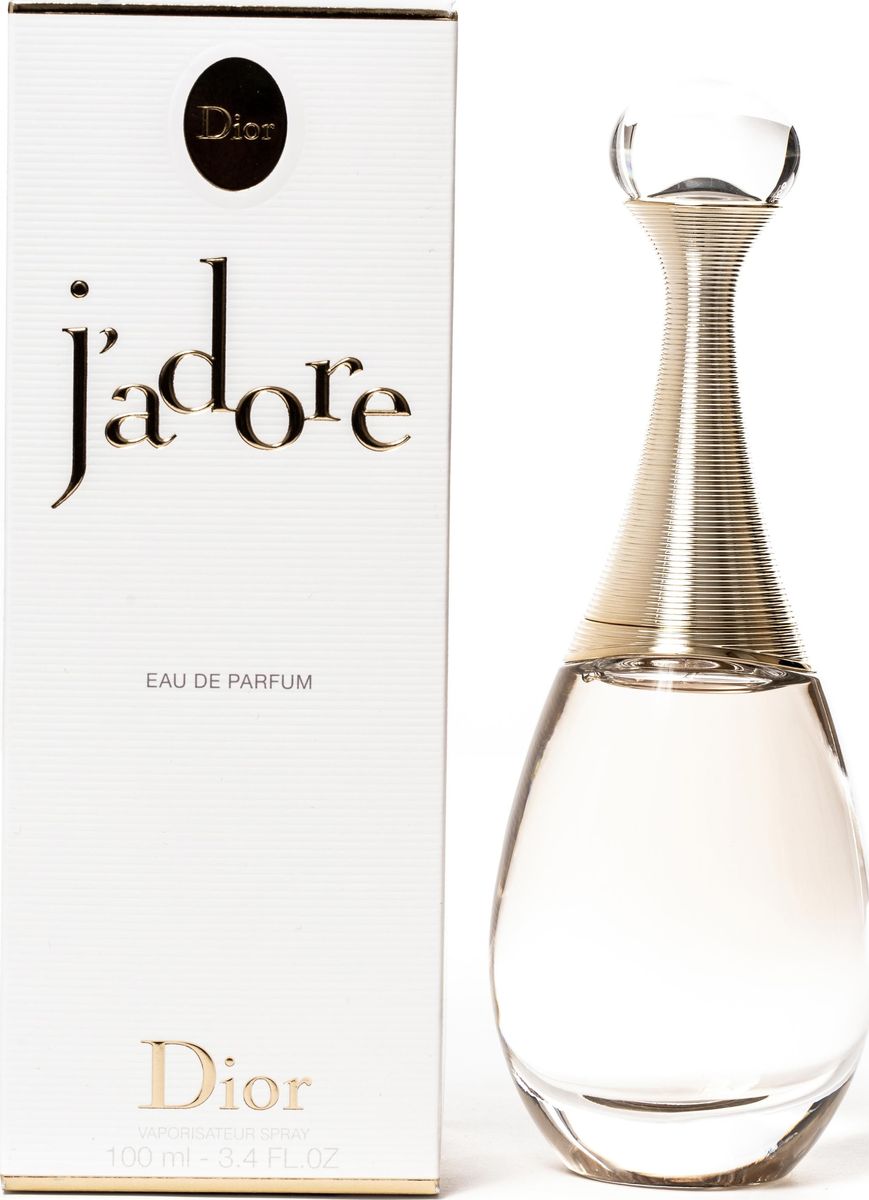 Dior
j'adore
EAU DE PARFUM
Dior
VAPORISATEUR SPRAY
100 ml - 3.4 FL.OZ